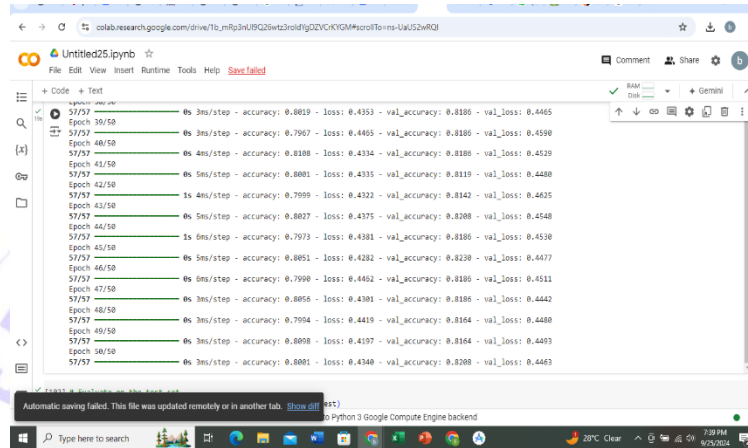 colab.research.google.com/drive/1b_mRp3nUI9Q26wtz3roIdYgDZVCrKYGM#scrollTo=ns-UaUS2wRQI
CO Untitled25.ipynb
File Edit View Insert Runtime Tools Help Save failed
Comment Share b
+ Code + Text
RAM Disk + Gemini
57/57 0s 3ms/step - accuracy: 0.8019 - loss: 0.4353 - val_accuracy: 0.8186 - val_loss: 0.4465
Epoch 39/50
57/57 0s 3ms/step - accuracy: 0.7967 - loss: 0.4465 - val_accuracy: 0.8186 - val_loss: 0.4590
Epoch 40/50
57/57 0s 4ms/step - accuracy: 0.8108 - loss: 0.4334 - val_accuracy: 0.8186 - val_loss: 0.4529
Epoch 41/50
57/57 0s 5ms/step - accuracy: 0.8001 - loss: 0.4335 - val_accuracy: 0.8119 - val_loss: 0.4480
Epoch 42/50
57/57 1s 4ms/step - accuracy: 0.7999 - loss: 0.4322 - val_accuracy: 0.8142 - val_loss: 0.4625
Epoch 43/50
57/57 0s 5ms/step - accuracy: 0.8027 - loss: 0.4375 - val_accuracy: 0.8208 - val_loss: 0.4548
Epoch 44/50
57/57 1s 6ms/step - accuracy: 0.7973 - loss: 0.4381 - val_accuracy: 0.8186 - val_loss: 0.4530
Epoch 45/50
57/57 0s 5ms/step - accuracy: 0.8051 - loss: 0.4282 - val_accuracy: 0.8230 - val_loss: 0.4477
Epoch 46/50
57/57 0s 6ms/step - accuracy: 0.7990 - loss: 0.4462 - val_accuracy: 0.8186 - val_loss: 0.4511
Epoch 47/50
57/57 0s 3ms/step - accuracy: 0.8056 - loss: 0.4301 - val_accuracy: 0.8186 - val_loss: 0.4442
Epoch 48/50
57/57 0s 3ms/step - accuracy: 0.7994 - loss: 0.4419 - val_accuracy: 0.8164 - val_loss: 0.4480
Epoch 49/50
57/57 0s 3ms/step - accuracy: 0.8098 - loss: 0.4197 - val_accuracy: 0.8164 - val_loss: 0.4493
Epoch 50/50
57/57 0s 3ms/step - accuracy: 0.8001 - loss: 0.4340 - val_accuracy: 0.8208 - val_loss: 0.4463
# Evaluate on the test set
est)
Automatic saving failed. This file was updated remotely or in another tab. Show diff
to Python 3 Google Compute Engine backend
Type here to search
28°C Clear
7:39 PM
9/25/2024